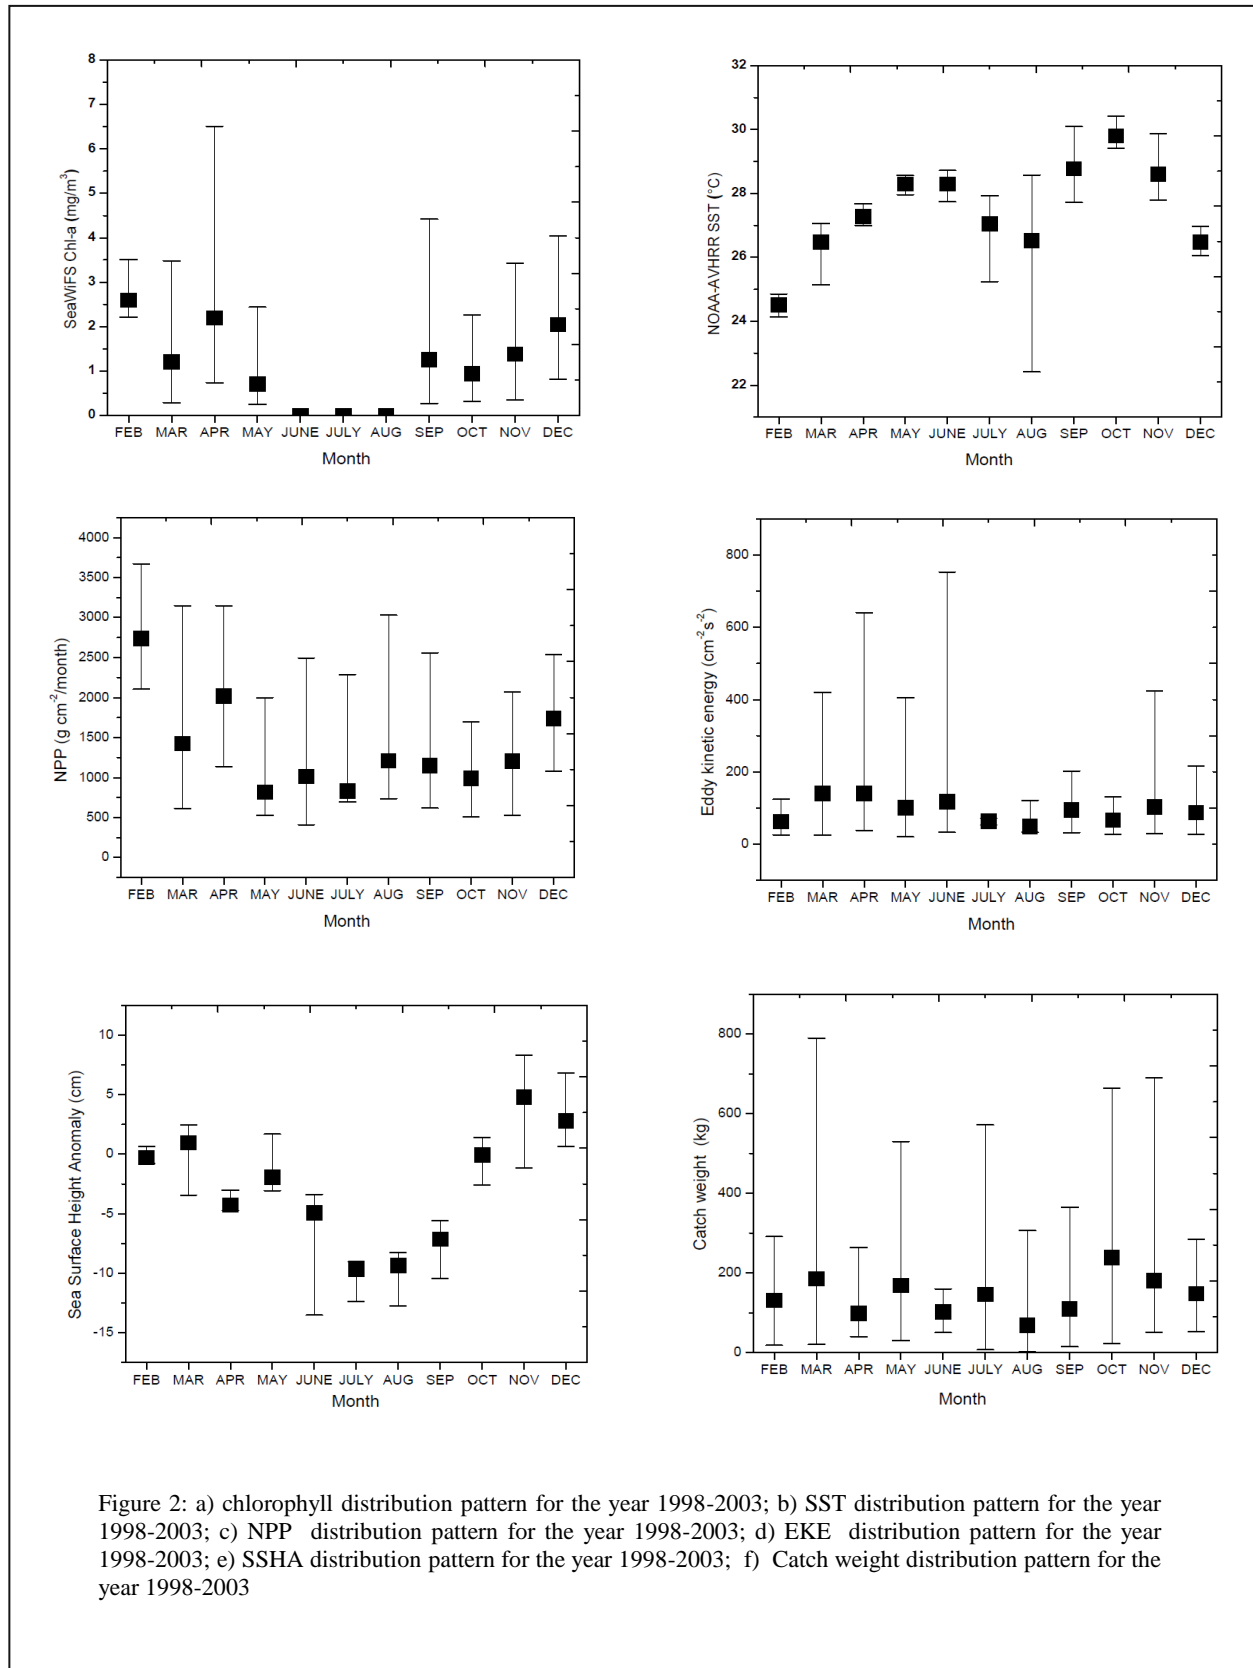 8
7
6
5
4
3
2
1
0
SeaWiFS Chl-a (mg/m³)
FEB MAR APR MAY JUNE JULY AUG SEP OCT NOV DEC
Month
32
30
28
26
24
22
NOAA-AVHRR SST (°C)
FEB MAR APR MAY JUNE JULY AUG SEP OCT NOV DEC
Month
4000
3500
3000
2500
2000
1500
1000
500
0
NPP (g cm⁻²/month)
FEB MAR APR MAY JUNE JULY AUG SEP OCT NOV DEC
Month
800
600
400
200
0
Eddy kinetic energy (cm⁻²s⁻²)
FEB MAR APR MAY JUNE JULY AUG SEP OCT NOV DEC
Month
10
5
0
-5
-10
-15
Sea Surface Height Anomaly (cm)
FEB MAR APR MAY JUNE JULY AUG SEP OCT NOV DEC
Month
800
600
400
200
0
Catch weight (kg)
FEB MAR APR MAY JUNE JULY AUG SEP OCT NOV DEC
Month
Figure 2: a) chlorophyll distribution pattern for the year 1998-2003; b) SST distribution pattern for the year
1998-2003; c) NPP distribution pattern for the year 1998-2003; d) EKE distribution pattern for the year
1998-2003; e) SSHA distribution pattern for the year 1998-2003; f) Catch weight distribution pattern for the
year 1998-2003